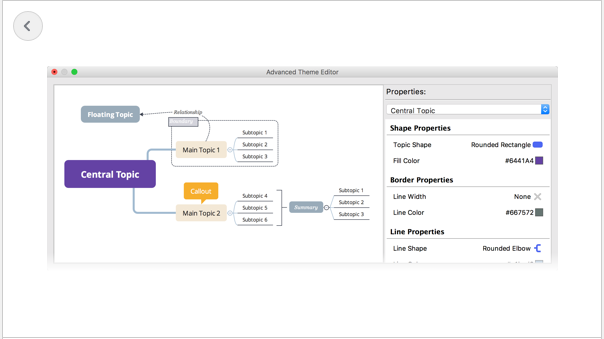 Advanced Theme Editor
Properties:
Central Topic
Shape Properties
Topic Shape Rounded Rectangle
Fill Color #6441A4
Border Properties
Line Width None
Line Color #667572
Line Properties
Line Shape Rounded Elbow
Floating Topic
Relationship
Boundary
Main Topic 1
Subtopic 1
Subtopic 2
Subtopic 3
Central Topic
Callout
Main Topic 2
Subtopic 4
Subtopic 5
Subtopic 6
Summary
Subtopic 1
Subtopic 2
Subtopic 3